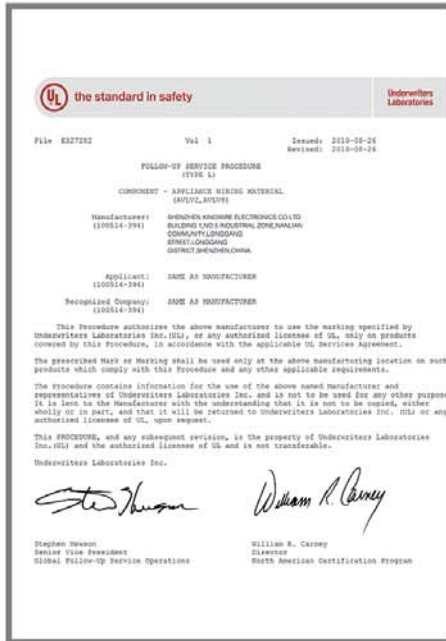 UL the standard in safety
Underwriters
Laboratories
File E327282 Vol 1 Issued: 2010-08-26
Revised: 2010-08-26
FOLLOW-UP SERVICE PROCEDURE
(TYPE L)
COMPONENT - APPLIANCE WIRING MATERIAL
(AVLV2, AVLV8)
Manufacturer: SHENZHEN KINGWIRE ELECTRONICS CO LTD
(100514-394) BUILDING 1,NO.5 INDUSTRIAL ZONE,NANLIAN
COMMUNITY,LONGGANG
STREET,LONGGANG
DISTRICT,SHENZHEN,CHINA
Applicant: SAME AS MANUFACTURER
(100514-394)
Recognized Company: SAME AS MANUFACTURER
(100514-394)
This Procedure authorizes the above manufacturer to use the marking specified by
Underwriters Laboratories Inc.(UL), or any authorized licensee of UL, only on products
covered by this Procedure, in accordance with the applicable UL Services Agreement.
The prescribed Mark or Marking shall be used only at the above manufacturing location on such
products which comply with this Procedure and any other applicable requirements.
The Procedure contains information for the use of the above named Manufacturer and
representatives of Underwriters Laboratories Inc. and is not to be used for any other purpose.
It is lent to the Manufacturer with the understanding that it is not to be copied, either
wholly or in part, and that it will be returned to Underwriters Laboratories Inc. (UL) or any
authorized licensee of UL, upon request.
This PROCEDURE, and any subsequent revision, is the property of Underwriters Laboratories
Inc.(UL) and the authorized licensee of UL and is not transferable.
Underwriters Laboratories Inc.
William R. Carney
Stephen Hewson William R. Carney
Senior Vice President Director
Global Follow-Up Service Operations North American Certification Program